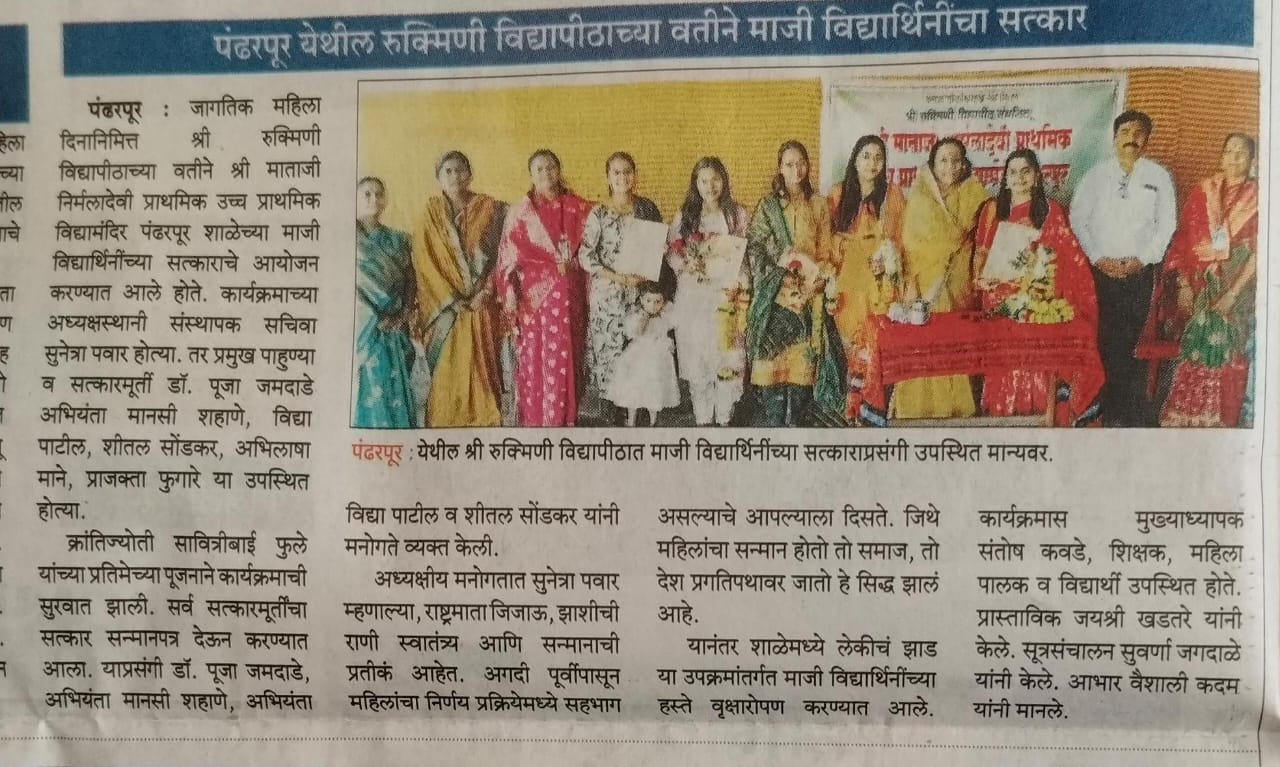 पंढरपूर येथील रुक्मिणी विद्यापीठाच्या वतीने माजी विद्यार्थिनींचा सत्कार
पंढरपूर : जागतिक महिला
दिनानिमित्त श्री रुक्मिणी
विद्यापीठाच्या वतीने श्री माताजी
निर्मलादेवी प्राथमिक उच्च प्राथमिक
विद्यामंदिर पंढरपूर शाळेच्या माजी
विद्यार्थिनींच्या सत्काराचे आयोजन
करण्यात आले होते. कार्यक्रमाच्या
अध्यक्षस्थानी संस्थापक सचिवा
सुनेत्रा पवार होत्या. तर प्रमुख पाहुण्या
व सत्कारमूर्ती डॉ. पूजा जमदाडे
अभियंता मानसी शहाणे, विद्या
पाटील, शीतल सोंडकर, अभिलाषा
माने, प्राजक्ता फुगारे या उपस्थित
होत्या.
क्रांतिज्योती सावित्रीबाई फुले
यांच्या प्रतिमेच्या पूजनाने कार्यक्रमाची
सुरवात झाली. सर्व सत्कारमूर्तींचा
सत्कार सन्मानपत्र देऊन करण्यात
आला. याप्रसंगी डॉ. पूजा जमदाडे,
अभियंता मानसी शहाणे, अभियंता
श्री रुक्मिणी विद्यापीठ संचलित
प्राथमिक
पंढरपूर : येथील श्री रुक्मिणी विद्यापीठात माजी विद्यार्थिनींच्या सत्काराप्रसंगी उपस्थित मान्यवर.
विद्या पाटील व शीतल सोंडकर यांनी
मनोगते व्यक्त केली.
अध्यक्षीय मनोगतात सुनेत्रा पवार
म्हणाल्या, राष्ट्रमाता जिजाऊ, झाशीची
राणी स्वातंत्र्य आणि सन्मानाची
प्रतीकं आहेत. अगदी पूर्वीपासून
महिलांचा निर्णय प्रक्रियेमध्ये सहभाग
असल्याचे आपल्याला दिसते. जिथे
महिलांचा सन्मान होतो तो समाज, तो
देश प्रगतिपथावर जातो हे सिद्ध झालं
आहे.
यानंतर शाळेमध्ये लेकीचं झाड
या उपक्रमांतर्गत माजी विद्यार्थिनींच्या
हस्ते वृक्षारोपण करण्यात आले.
कार्यक्रमास मुख्याध्यापक
संतोष कवडे, शिक्षक, महिला
पालक व विद्यार्थी उपस्थित होते.
प्रास्ताविक जयश्री खडतरे यांनी
केले. सूत्रसंचालन सुवर्णा जगदाळे
यांनी केले. आभार वैशाली कदम
यांनी मानले.